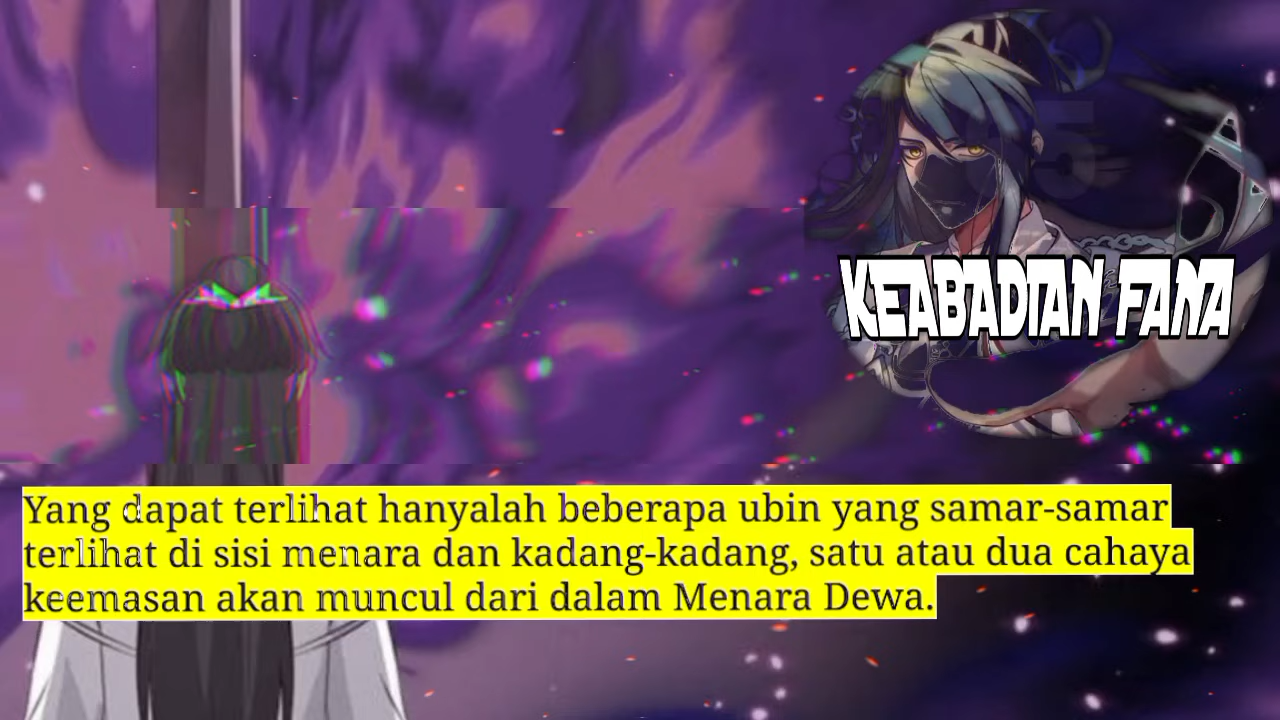 KEABADIAN FANA
Yang dapat terlihat hanyalah beberapa ubin yang samar-samar
terlihat di sisi menara dan kadang-kadang, satu atau dua cahaya
keemasan akan muncul dari dalam Menara Dewa.